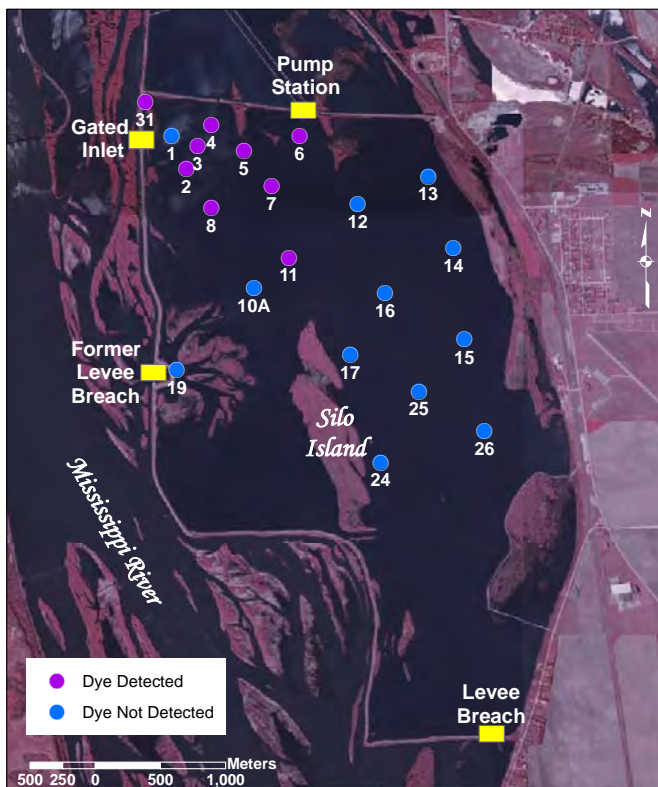 Pump
Station
31
Gated
Inlet
1
4
3
5
6
2
7
13
8
12
14
11
10A
16
15
Former
Levee
Breach
19
17
25
Silo
Island
26
24
Mississippi River
N
Dye Detected
Dye Not Detected
Levee
Breach
Meters
500 250 0 500 1,000